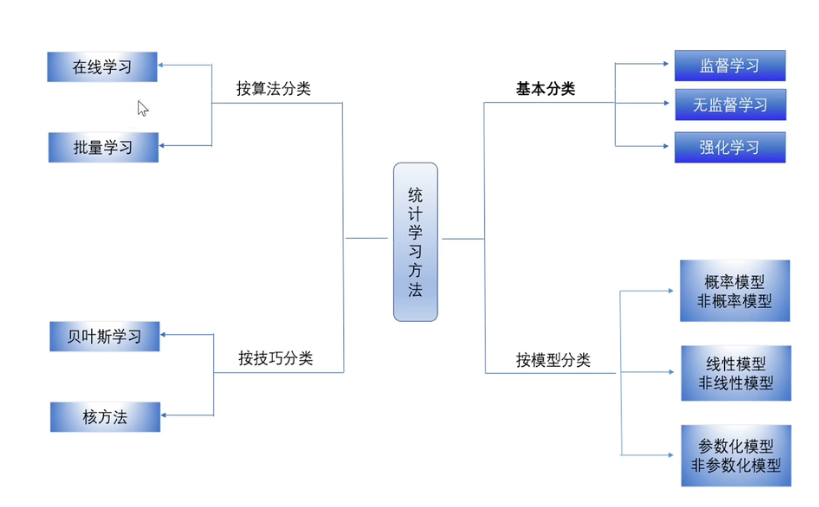 在线学习
按算法分类
批量学习
基本分类
监督学习
无监督学习
强化学习
统
计
学
习
方
法
贝叶斯学习
按技巧分类
核方法
按模型分类
概率模型
非概率模型
线性模型
非线性模型
参数化模型
非参数化模型